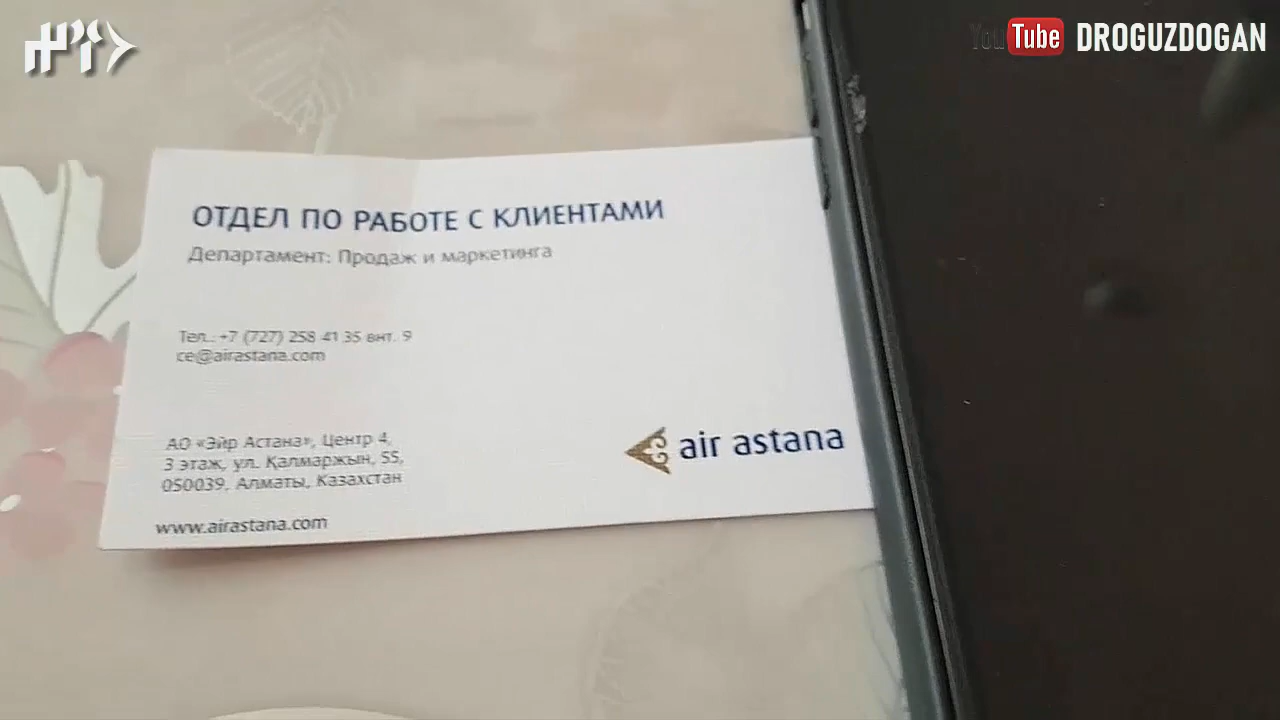 YouTube DROGUZDOGAN
ОТДЕЛ ПО РАБОТЕ С КЛИЕНТАМИ
Департамент: Продаж и маркетинга
Тел.: +7 (727) 258 41 35 внт. 9
ce@airastana.com
АО «Эйр Астана», Центр 4,
3 этаж, ул. Қалмаржын, 55,
050039, Алматы, Казахстан
air astana
www.airastana.com